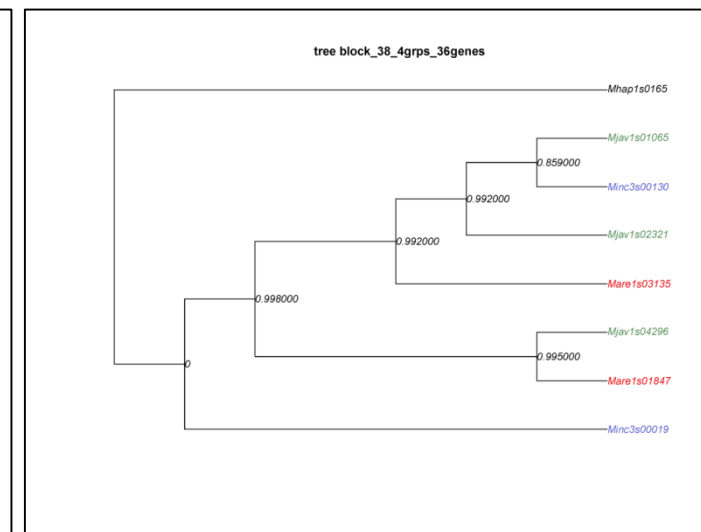 tree block_38_4grps_36genes
Mhap1s0165
Mjav1s01065
0.859000
Minc3s00130
0.992000
Mjav1s02321
0.992000
Mare1s03135
0.998000
Mjav1s04296
0.995000
0
Mare1s01847
Minc3s00019